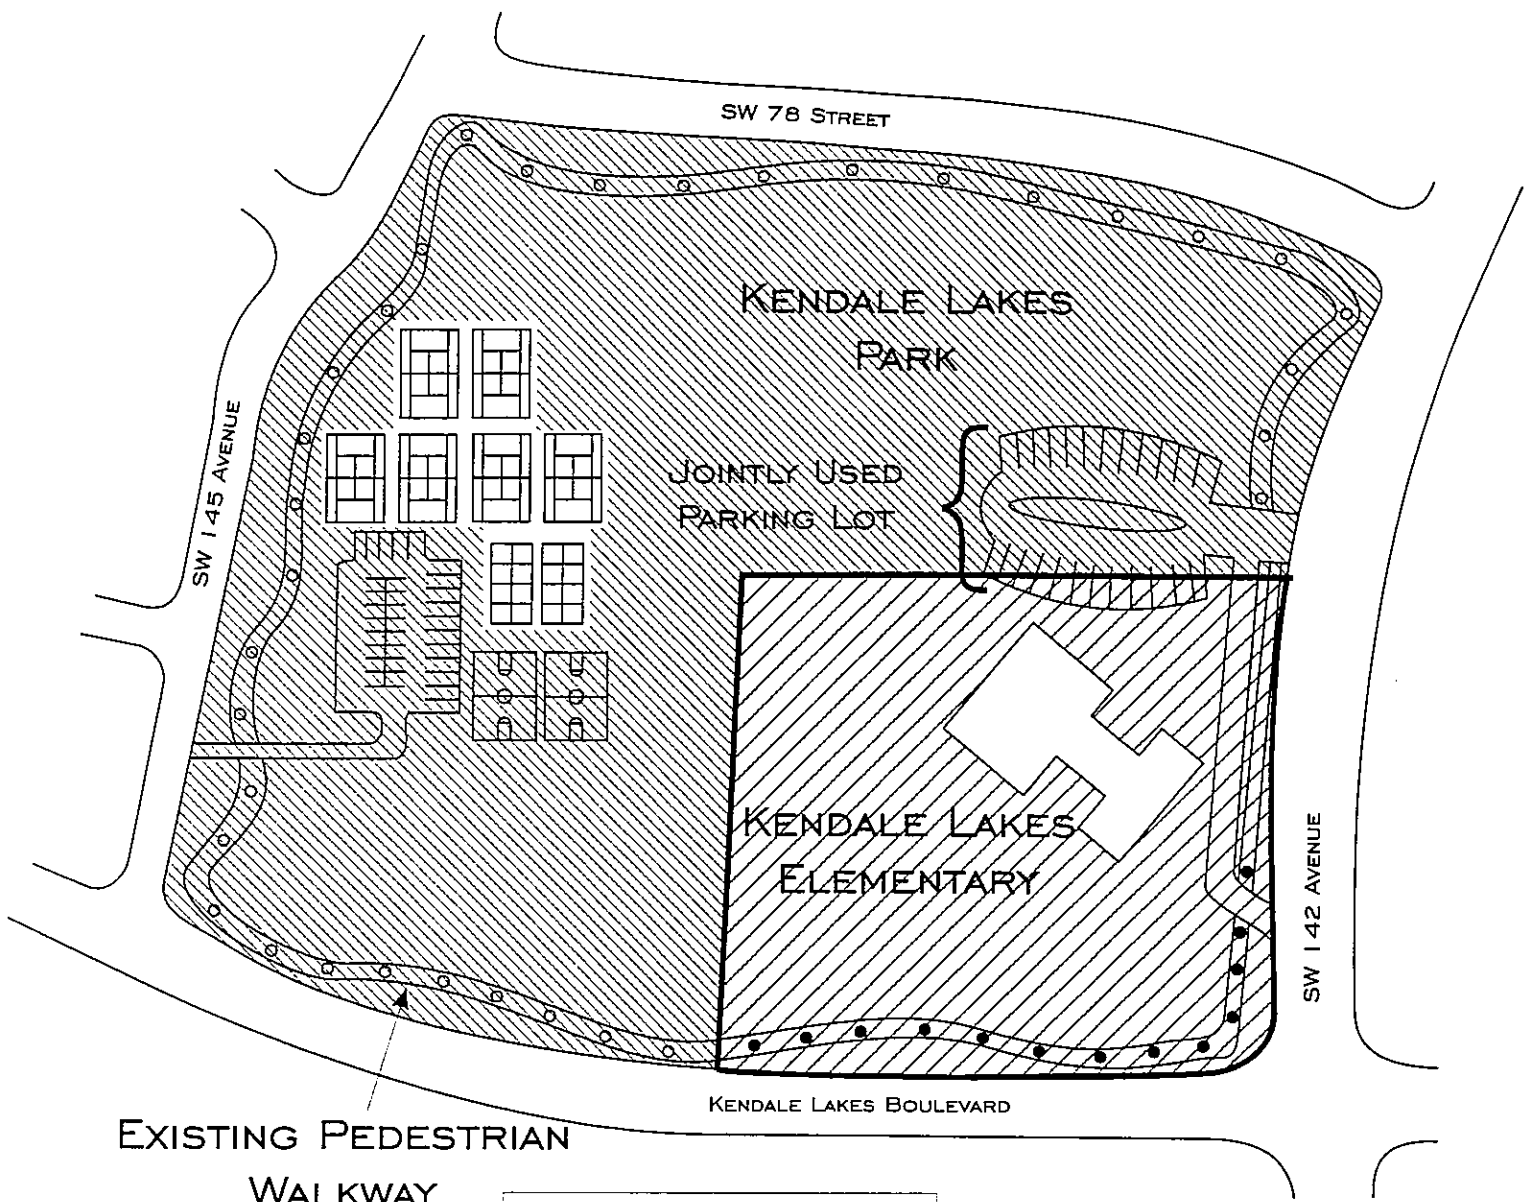 SW 78 STREET
KENDALE LAKES
PARK
SW 145 AVENUE
JOINTLY USED
PARKING LOT
KENDALE LAKES
ELEMENTARY
SW 142 AVENUE
KENDALE LAKES BOULEVARD
EXISTING PEDESTRIAN
WALKWAY